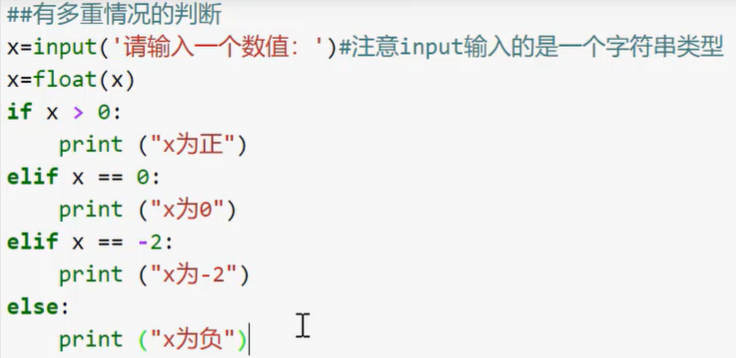 ##有多重情况的判断
x=input('请输入一个数值：')#注意input输入的是一个字符串类型
x=float(x)
if x > 0:
    print ("x为正")
elif x == 0:
    print ("x为0")
elif x == -2:
    print ("x为-2")
else:
    print ("x为负")